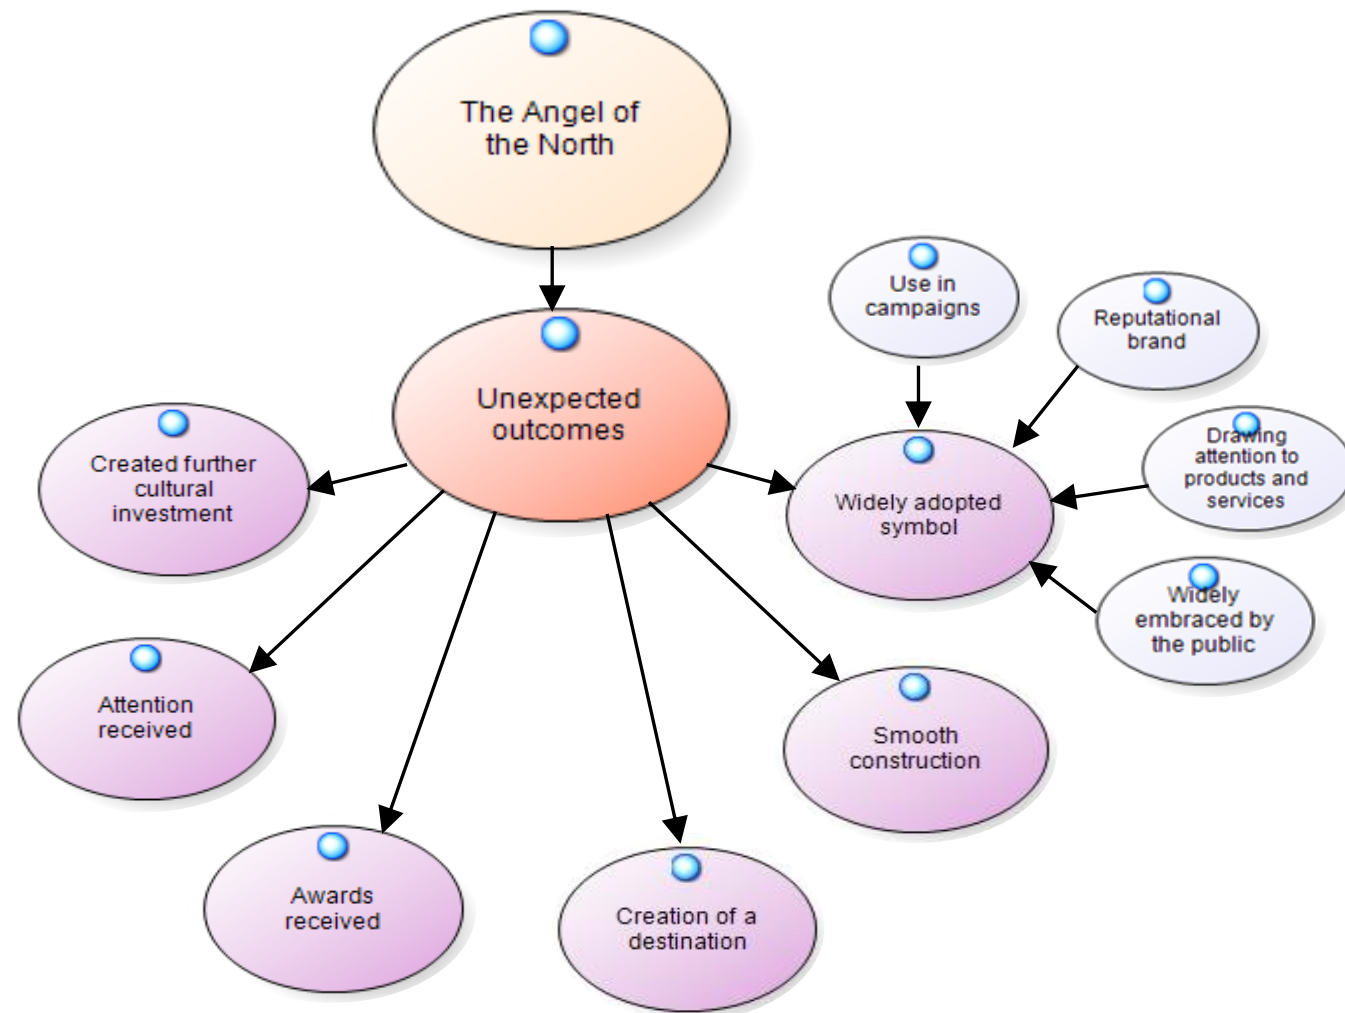 The Angel of
the North
Unexpected
outcomes
Use in
campaigns
Reputational
brand
Drawing
attention to
products and
services
Widely
embraced by
the public
Widely adopted
symbol
Created further
cultural
investment
Attention
received
Awards
received
Creation of a
destination
Smooth
construction